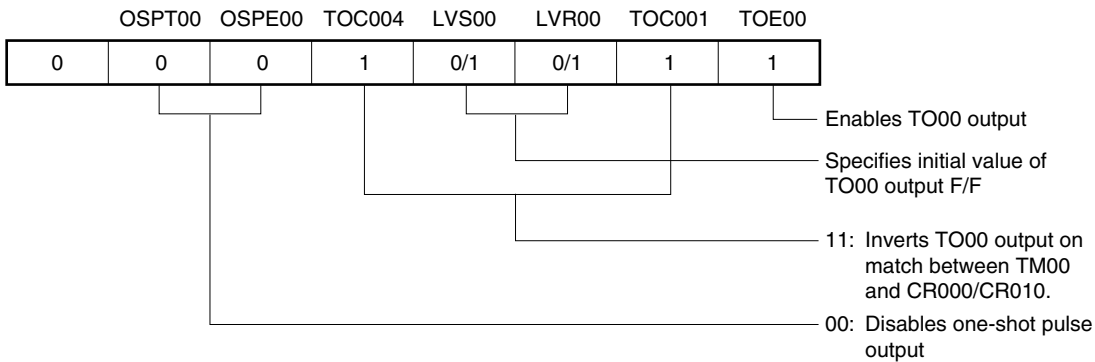 OSPT00 OSPE00 TOC004 LVS00 LVR00 TOC001 TOE00
0 0 0 1 0/1 0/1 1 1
Enables TO00 output
Specifies initial value of
TO00 output F/F
11: Inverts TO00 output on
match between TM00
and CR000/CR010.
00: Disables one-shot pulse
output